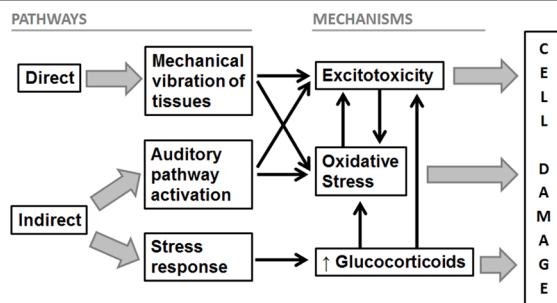 PATHWAYS
MECHANISMS
Direct
Mechanical
vibration of
tissues
Excitotoxicity
Auditory
pathway
activation
Oxidative
Stress
Indirect
Stress
response
↑ Glucocorticoids
C
E
L
L
D
A
M
A
G
E